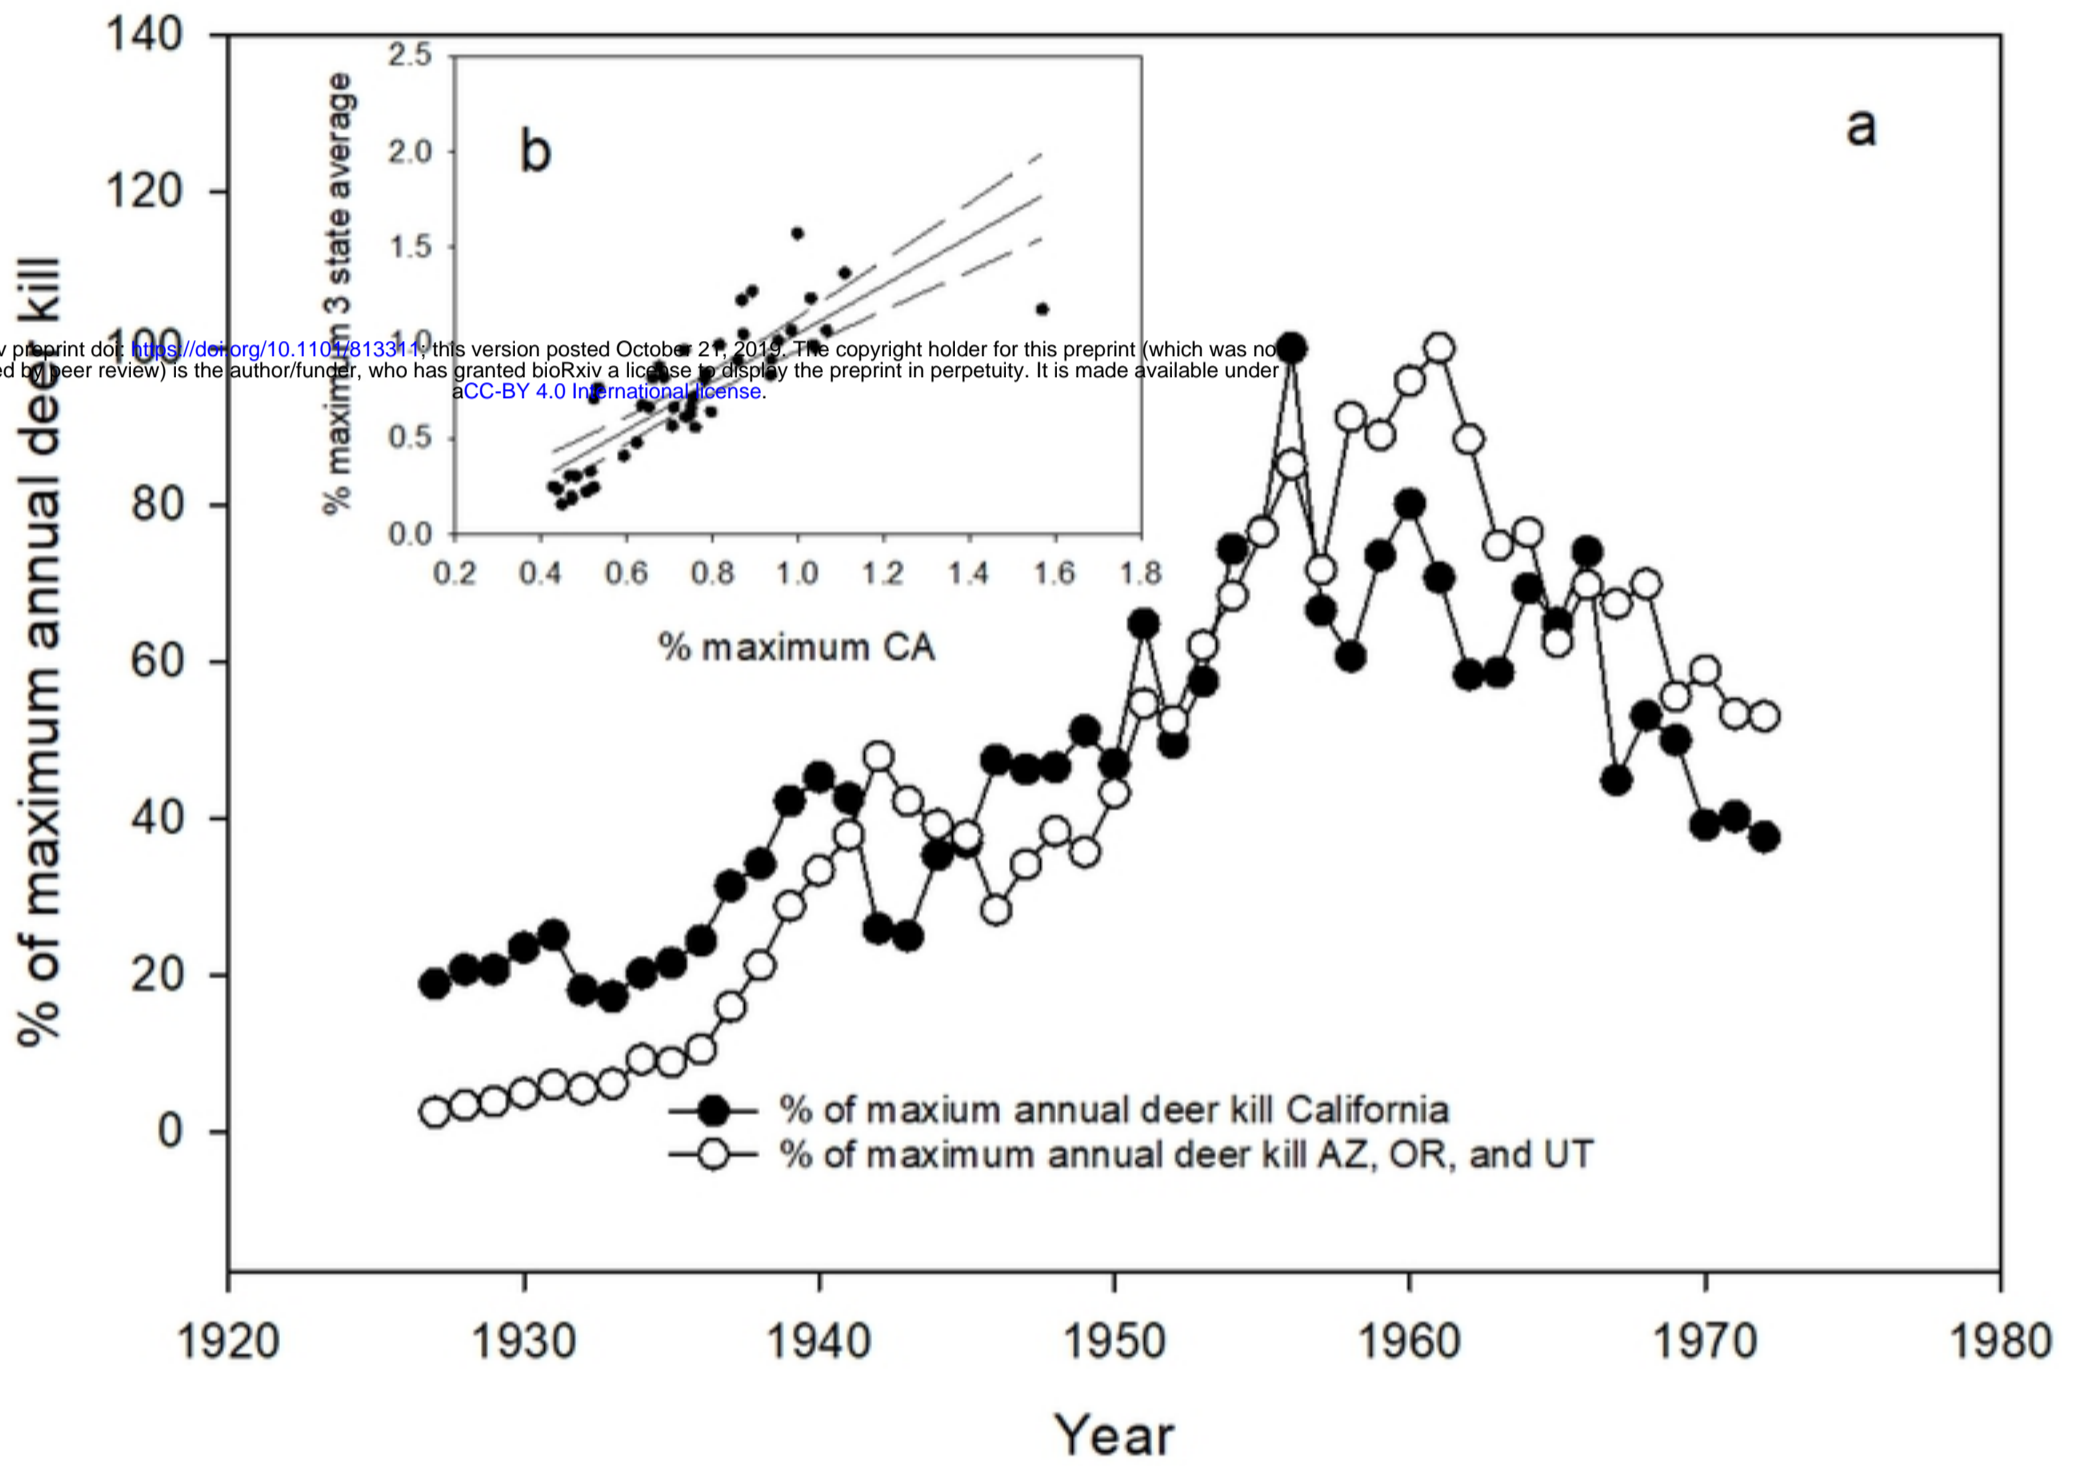 % of maximum annual deer kill
140
120
100
80
60
40
20
0
a
b
% maximum 3 state average
2.5
2.0
1.5
1.0
0.5
0.0
0.2 0.4 0.6 0.8 1.0 1.2 1.4 1.6 1.8
% maximum CA
v preprint doi: https://doi.org/10.1101/813311; this version posted October 21, 2019. The copyright holder for this preprint (which was no
ed by peer review) is the author/funder, who has granted bioRxiv a license to display the preprint in perpetuity. It is made available under
aCC-BY 4.0 International license.
% of maxium annual deer kill California
% of maximum annual deer kill AZ, OR, and UT
1920 1930 1940 1950 1960 1970 1980
Year